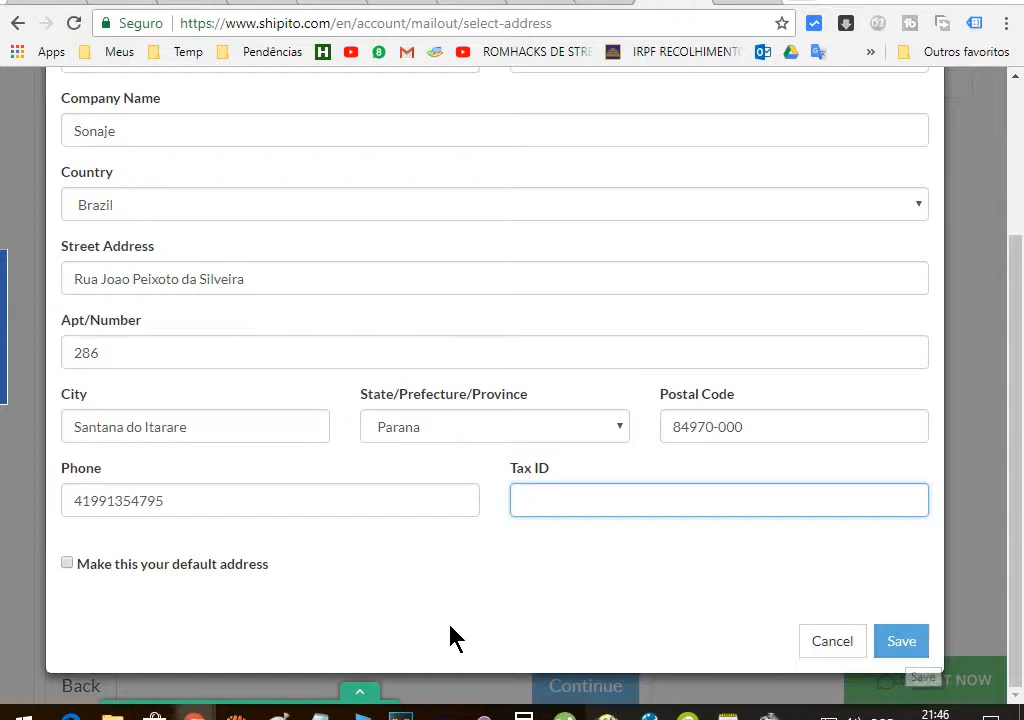 Seguro https://www.shipito.com/en/account/mailout/select-address
Apps Meus Temp Pendências ROMHACKS DE STRE IRPF RECOLHIMENTO Outros favoritos
Company Name
Sonaje
Country
Brazil
Street Address
Rua Joao Peixoto da Silveira
Apt/Number
286
City State/Prefecture/Province Postal Code
Santana do Itarare Parana 84970-000
Phone Tax ID
41991354795
Make this your default address
Cancel Save
Save
Back Continue T NOW
21:46